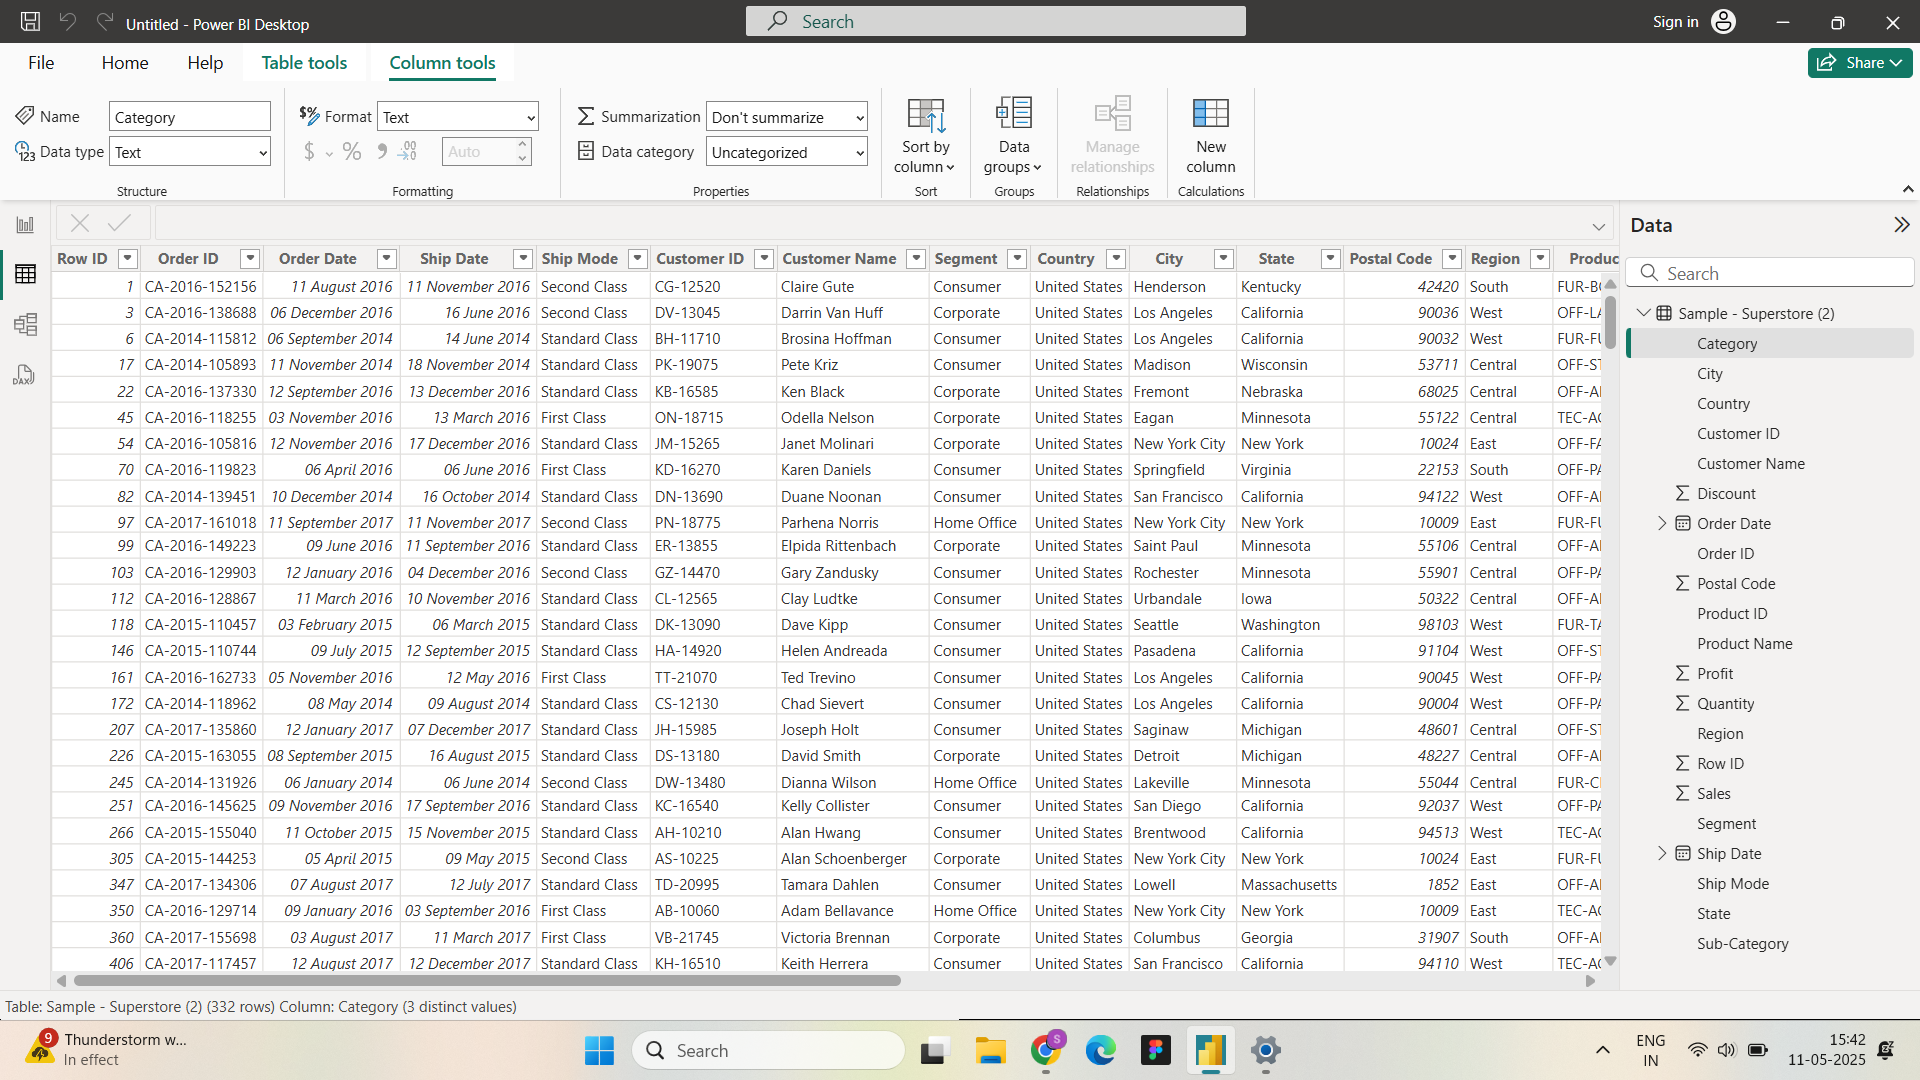 Untitled - Power BI Desktop
Search
Sign in
File Home Help Table tools Column tools
Share
Name Category
Data type Text
Structure
Format Text
$ % Auto
Formatting
Summarization Don't summarize
Data category Uncategorized
Properties
Sort by column
Sort
Data groups
Groups
Manage relationships
Relationships
New column
Calculations
Row ID Order ID Order Date Ship Date Ship Mode Customer ID Customer Name Segment Country City State Postal Code Region Produc
1 CA-2016-152156 11 August 2016 11 November 2016 Second Class CG-12520 Claire Gute Consumer United States Henderson Kentucky 42420 South FUR-BO
3 CA-2016-138688 06 December 2016 16 June 2016 Second Class DV-13045 Darrin Van Huff Corporate United States Los Angeles California 90036 West OFF-LA
6 CA-2014-115812 06 September 2014 14 June 2014 Standard Class BH-11710 Brosina Hoffman Consumer United States Los Angeles California 90032 West FUR-FU
17 CA-2014-105893 11 November 2014 18 November 2014 Standard Class PK-19075 Pete Kriz Consumer United States Madison Wisconsin 53711 Central OFF-ST
22 CA-2016-137330 12 September 2016 13 December 2016 Standard Class KB-16585 Ken Black Corporate United States Fremont Nebraska 68025 Central OFF-AI
45 CA-2016-118255 03 November 2016 13 March 2016 First Class ON-18715 Odella Nelson Corporate United States Eagan Minnesota 55122 Central TEC-AC
54 CA-2016-105816 12 November 2016 17 December 2016 Standard Class JM-15265 Janet Molinari Corporate United States New York City New York 10024 East OFF-FA
70 CA-2016-119823 06 April 2016 06 June 2016 First Class KD-16270 Karen Daniels Consumer United States Springfield Virginia 22153 South OFF-PA
82 CA-2014-139451 10 December 2014 16 October 2014 Standard Class DN-13690 Duane Noonan Consumer United States San Francisco California 94122 West OFF-AI
97 CA-2017-161018 11 September 2017 11 November 2017 Second Class PN-18775 Parhena Norris Home Office United States New York City New York 10009 East FUR-FU
99 CA-2016-149223 09 June 2016 11 September 2016 Standard Class ER-13855 Elpida Rittenbach Corporate United States Saint Paul Minnesota 55106 Central OFF-AI
103 CA-2016-129903 12 January 2016 04 December 2016 Second Class GZ-14470 Gary Zandusky Consumer United States Rochester Minnesota 55901 Central OFF-PA
112 CA-2016-128867 11 March 2016 10 November 2016 Standard Class CL-12565 Clay Ludtke Consumer United States Urbandale Iowa 50322 Central OFF-AI
118 CA-2015-110457 03 February 2015 06 March 2015 Standard Class DK-13090 Dave Kipp Consumer United States Seattle Washington 98103 West FUR-TA
146 CA-2015-110744 09 July 2015 12 September 2015 Standard Class HA-14920 Helen Andreada Consumer United States Pasadena California 91104 West OFF-ST
161 CA-2016-162733 05 November 2016 12 May 2016 First Class TT-21070 Ted Trevino Consumer United States Los Angeles California 90045 West OFF-PA
172 CA-2014-118962 08 May 2014 09 August 2014 Standard Class CS-12130 Chad Sievert Consumer United States Los Angeles California 90004 West OFF-PA
207 CA-2017-135860 12 January 2017 07 December 2017 Standard Class JH-15985 Joseph Holt Consumer United States Saginaw Michigan 48601 Central OFF-ST
226 CA-2015-163055 08 September 2015 16 August 2015 Standard Class DS-13180 David Smith Corporate United States Detroit Michigan 48227 Central OFF-AI
245 CA-2014-131926 06 January 2014 06 June 2014 Second Class DW-13480 Dianna Wilson Home Office United States Lakeville Minnesota 55044 Central FUR-CI
251 CA-2016-145625 09 November 2016 17 September 2016 Standard Class KC-16540 Kelly Collister Consumer United States San Diego California 92037 West OFF-PA
266 CA-2015-155040 11 October 2015 15 November 2015 Standard Class AH-10210 Alan Hwang Consumer United States Brentwood California 94513 West TEC-AC
305 CA-2015-144253 05 April 2015 09 May 2015 Second Class AS-10225 Alan Schoenberger Corporate United States New York City New York 10024 East FUR-FU
347 CA-2017-134306 07 August 2017 12 July 2017 Standard Class TD-20995 Tamara Dahlen Consumer United States Lowell Massachusetts 1852 East OFF-AI
350 CA-2016-129714 09 January 2016 03 September 2016 First Class AB-10060 Adam Bellavance Home Office United States New York City New York 10009 East TEC-AC
360 CA-2017-155698 03 August 2017 11 March 2017 First Class VB-21745 Victoria Brennan Corporate United States Columbus Georgia 31907 South OFF-AI
406 CA-2017-117457 12 August 2017 12 December 2017 Standard Class KH-16510 Keith Herrera Consumer United States San Francisco California 94110 West TEC-AC
Data
Search
Sample - Superstore (2)
Category
City
Country
Customer ID
Customer Name
Discount
Order Date
Order ID
Postal Code
Product ID
Product Name
Profit
Quantity
Region
Row ID
Sales
Segment
Ship Date
Ship Mode
State
Sub-Category
Table: Sample - Superstore (2) (332 rows) Column: Category (3 distinct values)
9
Thunderstorm w...
In effect
Search
S
ENG
IN
15:42
11-05-2025